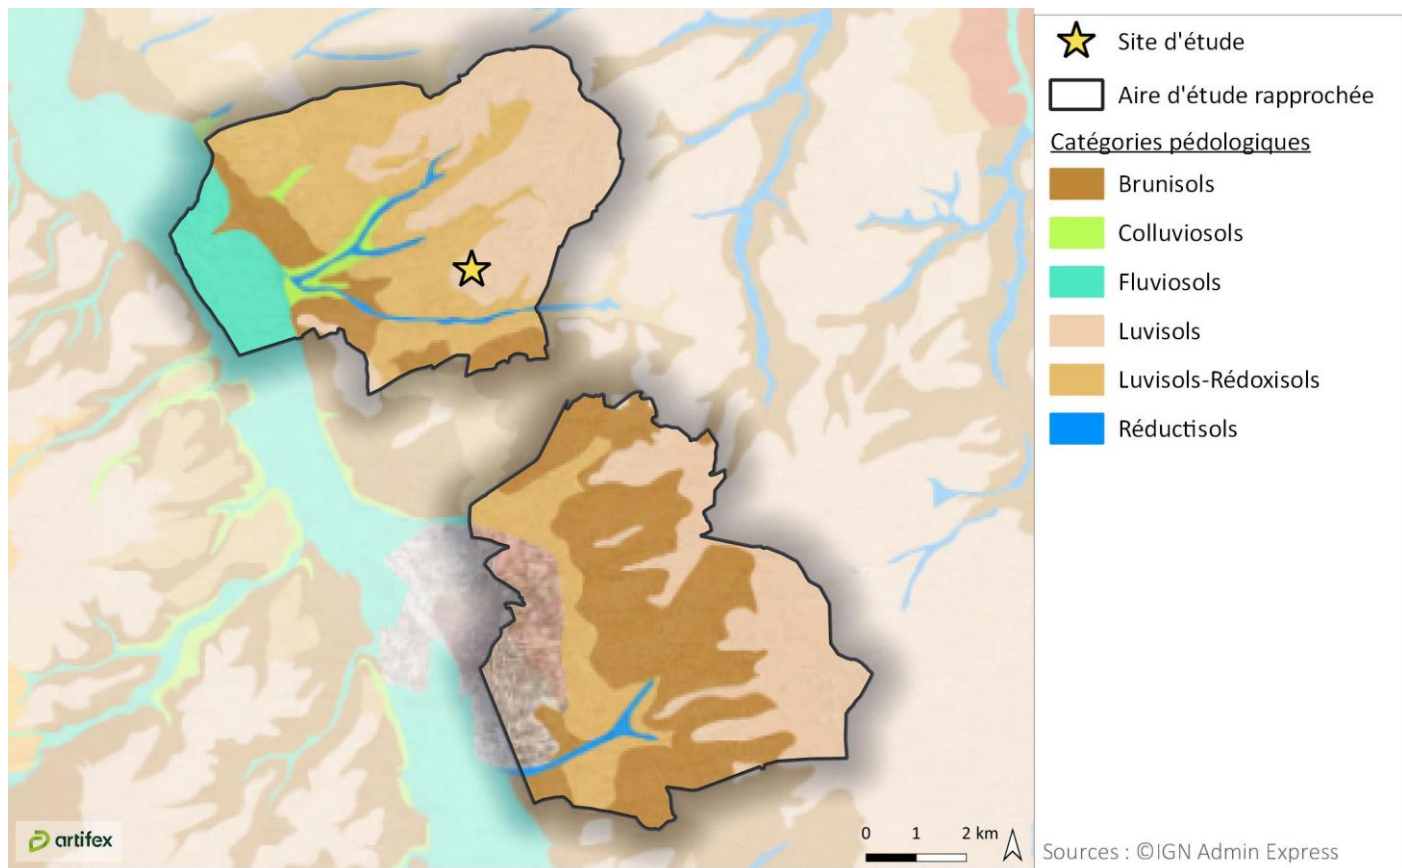 Site d'étude
Aire d'étude rapprochée
Catégories pédologiques
Brunisols
Colluviosols
Fluviosols
Luvisols
Luvisols-Rédoxisols
Réductisols
artifex
0 1 2 km
Sources : ©IGN Admin Express